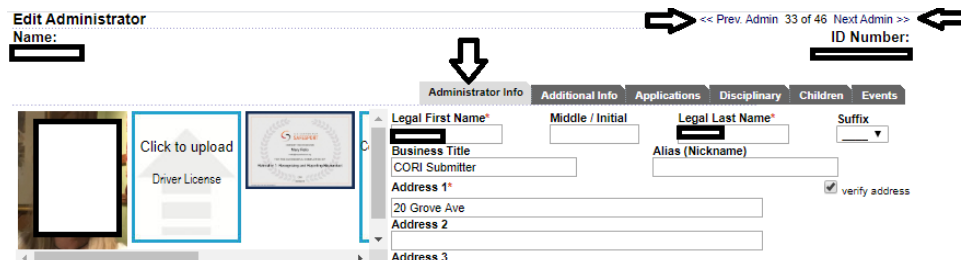 Edit Administrator
<< Prev. Admin 33 of 46 Next Admin >>
Name:
ID Number:
Administrator Info Additional Info Applications Disciplinary Children Events
Legal First Name* Middle / Initial Legal Last Name* Suffix
Click to upload
Driver License
Business Title Alias (Nickname)
CORI Submitter
Address 1* verify address
20 Grove Ave
Address 2
Address 3